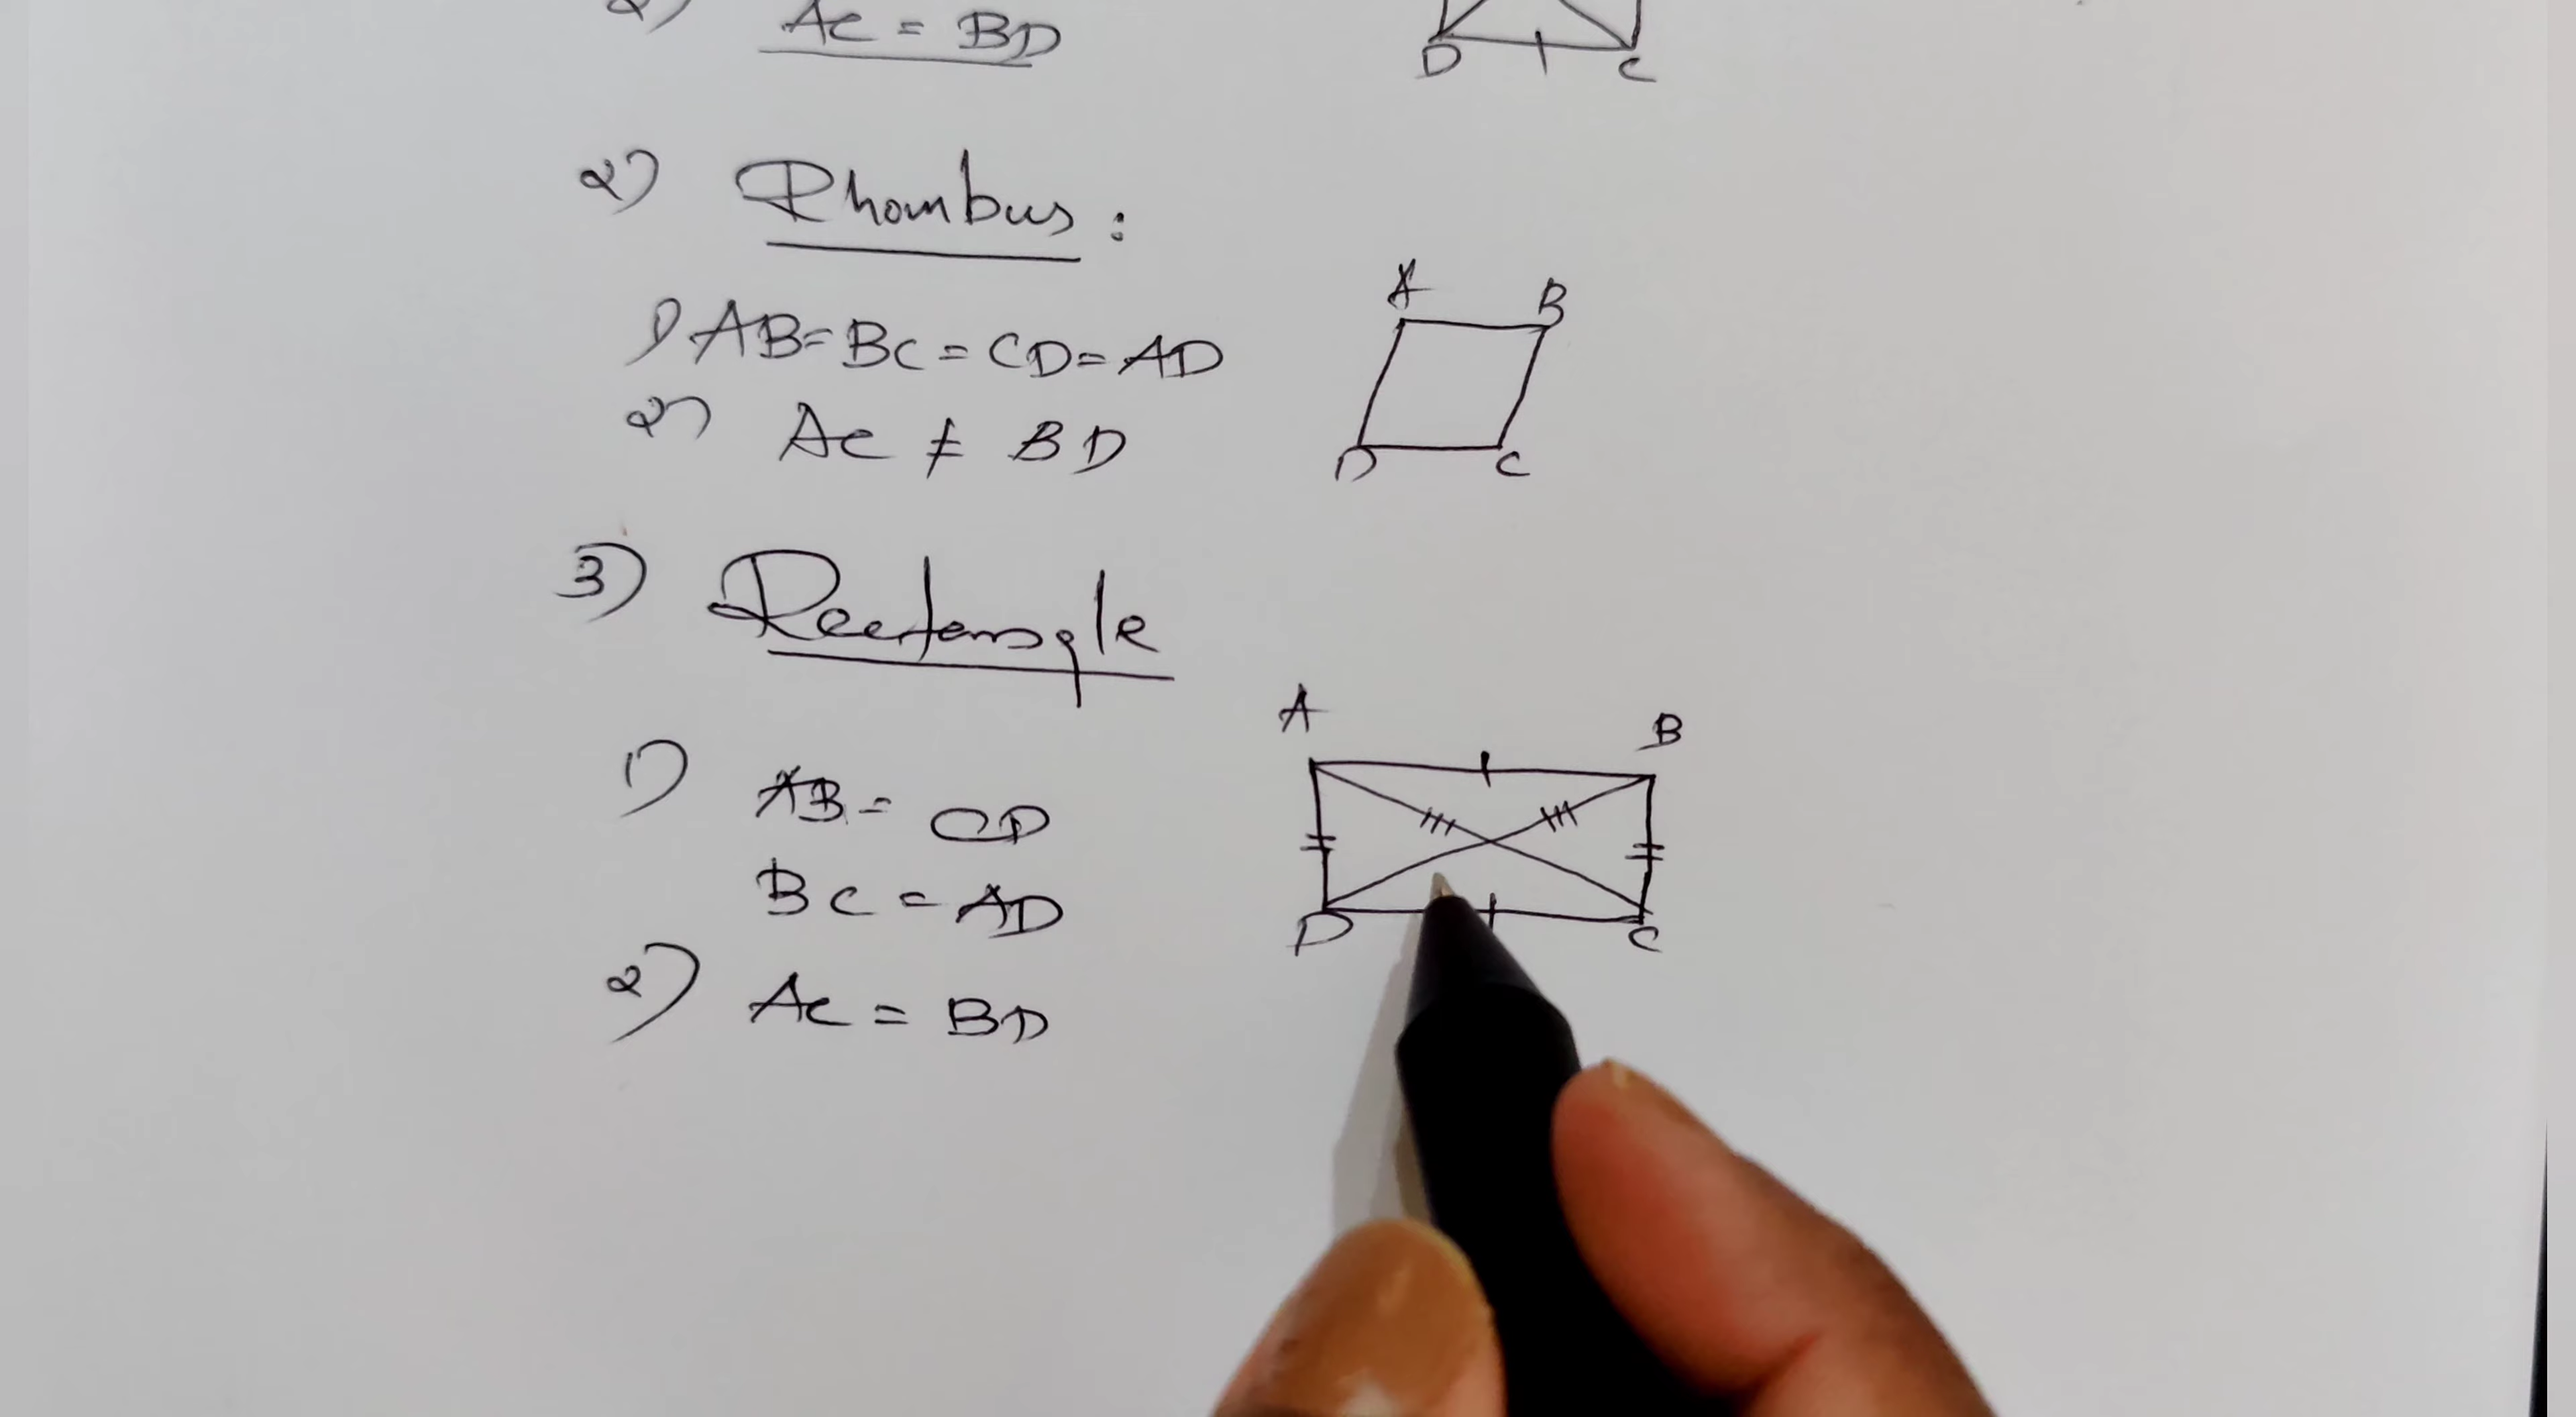 2) AC = BD
D C
2) Rhombus :
A B
1) AB = BC = CD = AD
2) AC ≠ BD
D C
3) Rectangle
A B
1) AB = CD
BC = AD
D C
2) AC = BD